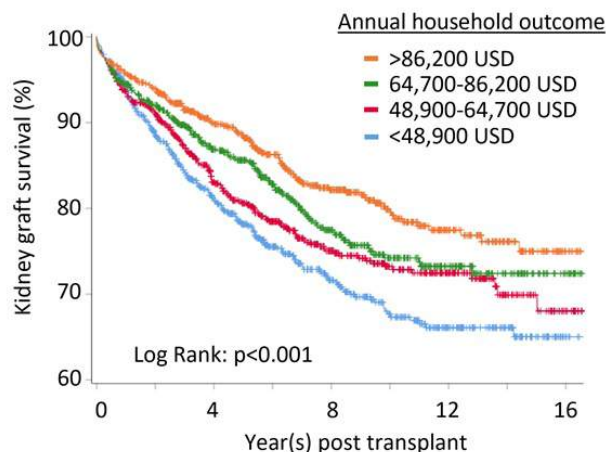 Annual household outcome
>86,200 USD
64,700-86,200 USD
48,900-64,700 USD
<48,900 USD
Kidney graft survival (%)
100
90
80
70
60
Log Rank: p<0.001
0 4 8 12 16
Year(s) post transplant